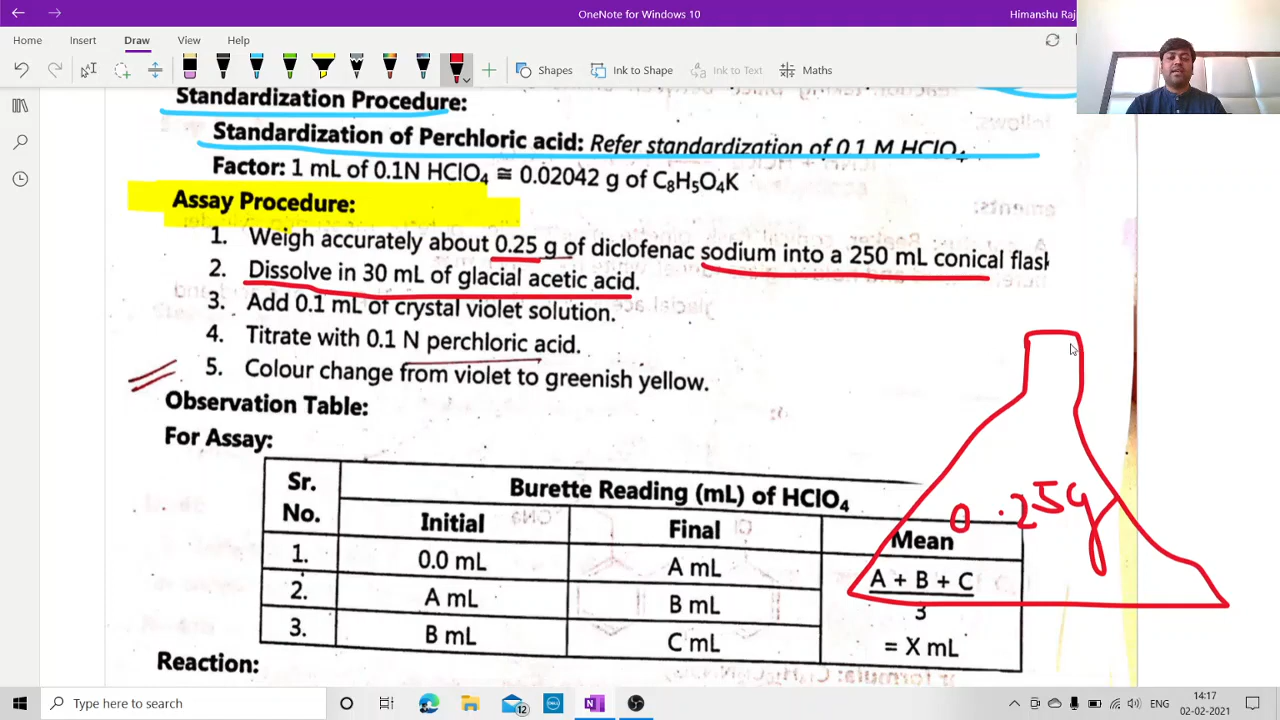 OneNote for Windows 10
Himanshu Raj
Home Insert Draw View Help
Shapes Ink to Shape Ink to Text Maths
Standardization Procedure:
Standardization of Perchloric acid: Refer standardization of 0.1 M HClO₄
Factor: 1 mL of 0.1N HClO₄ ≅ 0.02042 g of C₈H₅O₄K
Assay Procedure:
1. Weigh accurately about 0.25 g of diclofenac sodium into a 250 mL conical flask
2. Dissolve in 30 mL of glacial acetic acid.
3. Add 0.1 mL of crystal violet solution.
4. Titrate with 0.1 N perchloric acid.
5. Colour change from violet to greenish yellow.
Observation Table:
For Assay:
Sr. No. Burette Reading (mL) of HClO₄
Initial Final Mean
1. 0.0 mL A mL
2. A mL B mL
3. B mL C mL
A + B + C
3
= X mL
0.25g
Reaction:
Type here to search
12
ENG
14:17
02-02-2021